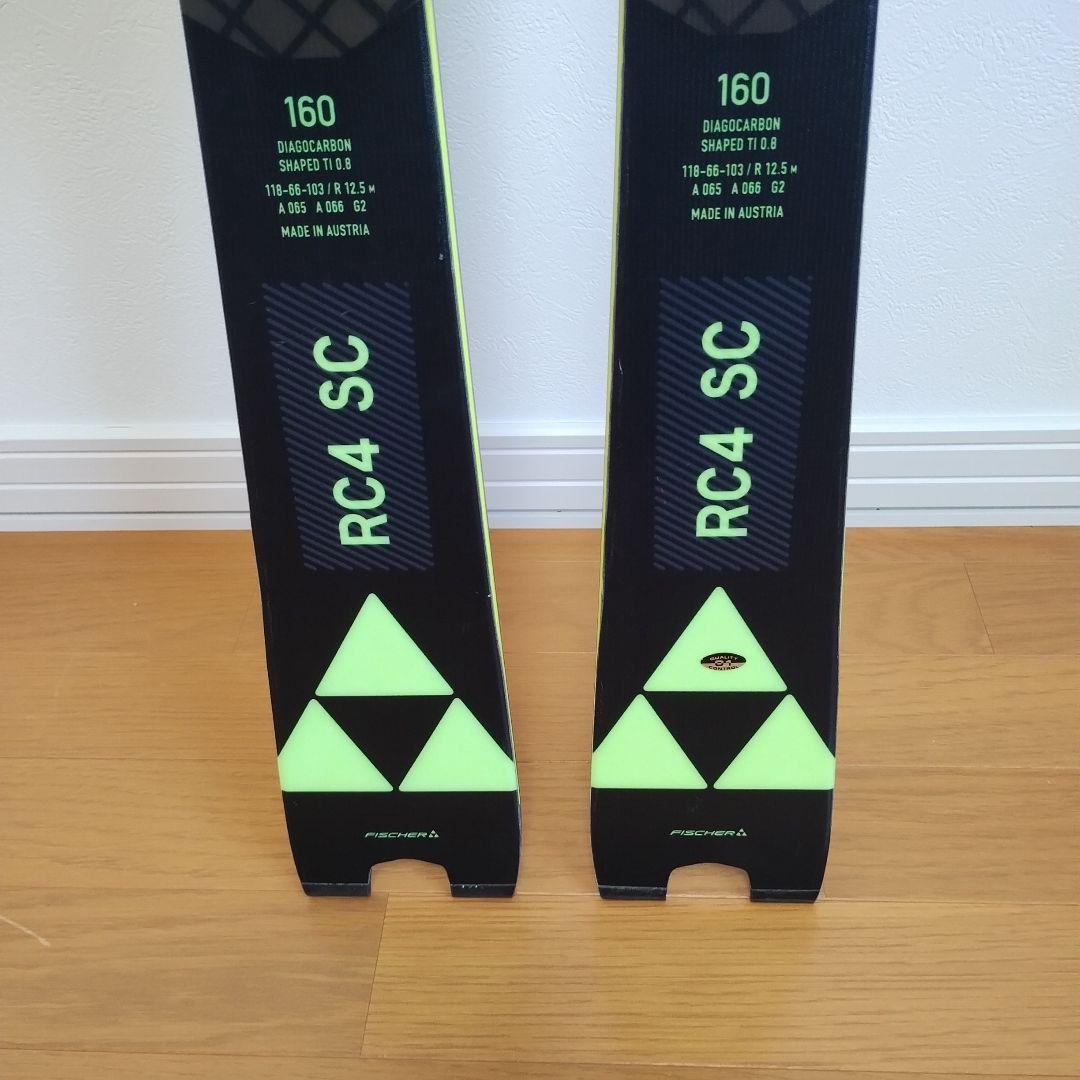 160
DIAGOCARBON
SHAPED TI 0.8
118-66-103 / R 12.5 M
A 065 A 066 G2
MADE IN AUSTRIA
RC4 SC
FISCHER
160
DIAGOCARBON
SHAPED TI 0.8
118-66-103 / R 12.5 M
A 065 A 066 G2
MADE IN AUSTRIA
RC4 SC
QUALITY
01
CONTROL
FISCHER